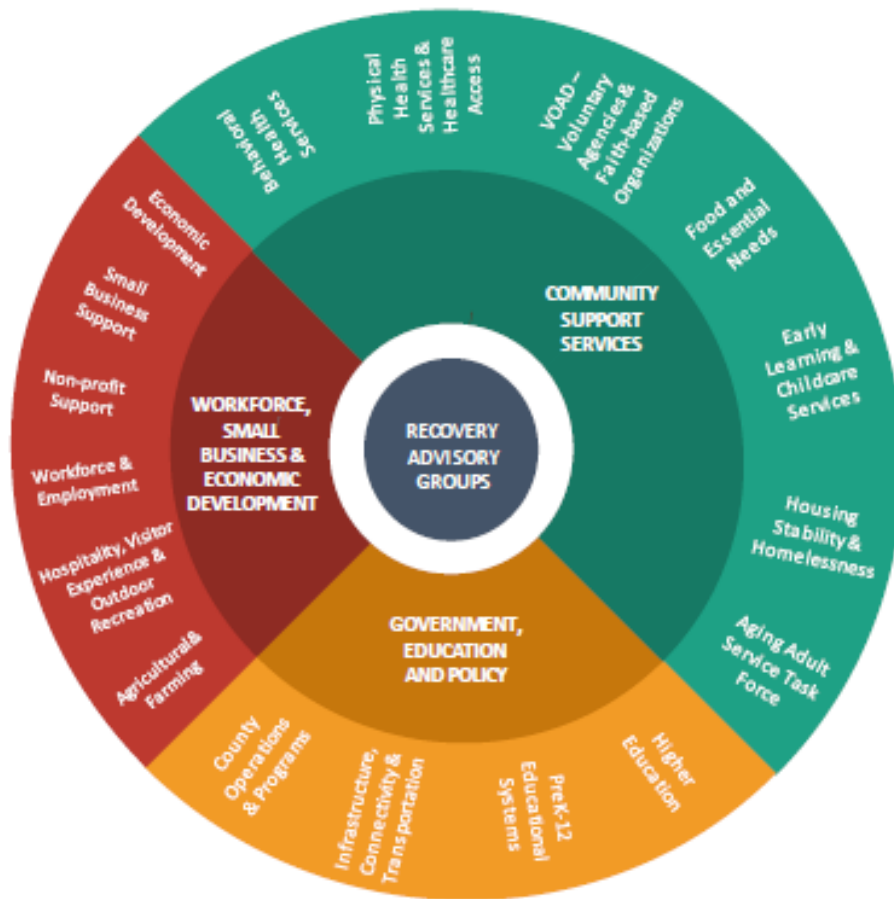 Behavioral
Health
Services
Physical
Health
Services &
Healthcare
Access
VOAD –
Voluntary
Agencies &
Faith-based
Organizations
Food and
Essential
Needs
Early
Learning &
Childcare
Services
Housing
Stability &
Homelessness
Aging Adult
Service Task
Force
COMMUNITY
SUPPORT
SERVICES
Economic
Development
Small
Business
Support
Non-profit
Support
Workforce &
Employment
Hospitality, Visitor
Experience &
Outdoor
Recreation
Agricultural &
Farming
WORKFORCE,
SMALL
BUSINESS &
ECONOMIC
DEVELOPMENT
RECOVERY
ADVISORY
GROUPS
GOVERNMENT,
EDUCATION
AND POLICY
County
Operations
& Programs
Infrastructure,
Connectivity &
Transportation
PreK-12
Educational
Systems
Higher
Education